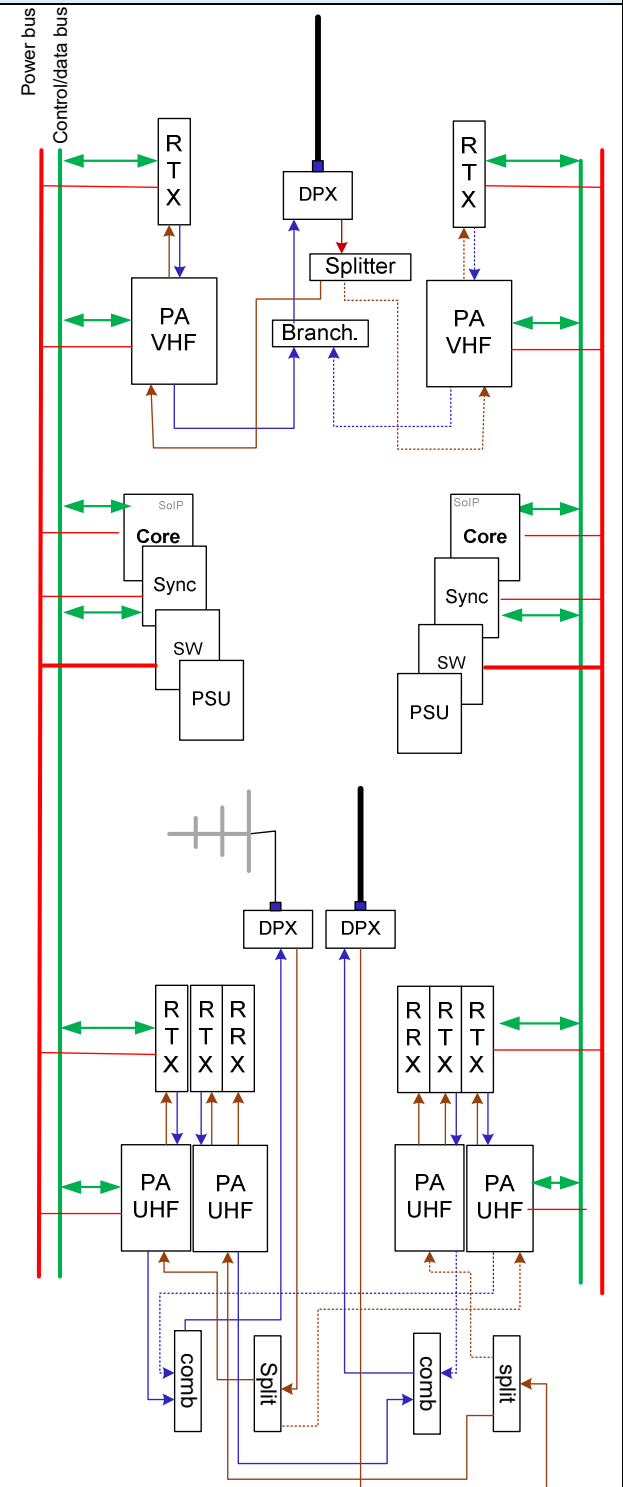 Power bus
Control/data bus
R
T
X
DPX
R
T
X
Splitter
PA
VHF
Branch.
PA
VHF
SoIP
Core
Sync
SW
PSU
SoIP
Core
Sync
SW
PSU
DPX
DPX
R
T
X
R
T
X
R
R
X
R
R
X
R
T
X
R
T
X
PA
UHF
PA
UHF
PA
UHF
PA
UHF
comb
Split
comb
split